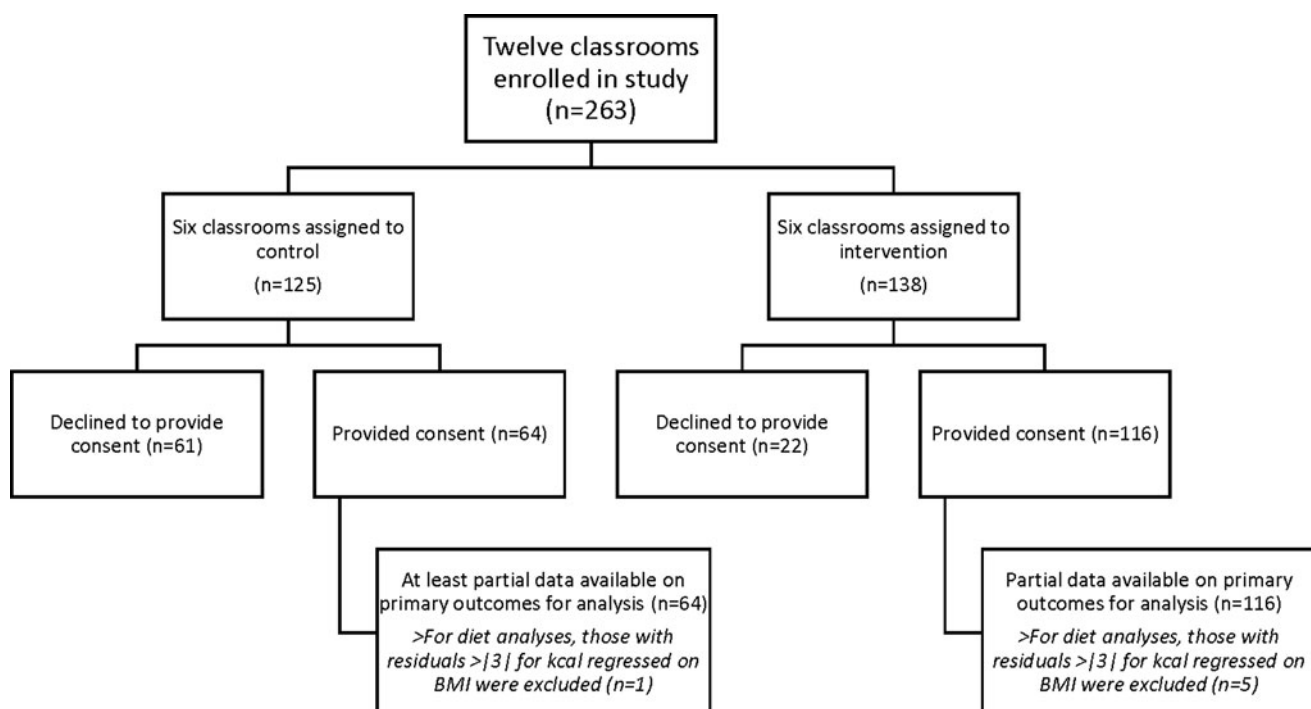 Twelve classrooms
enrolled in study
(n=263)
Six classrooms assigned to
control
(n=125)
Six classrooms assigned to
intervention
(n=138)
Declined to provide
consent (n=61)
Provided consent (n=64)
Declined to provide
consent (n=22)
Provided consent (n=116)
At least partial data available on
primary outcomes for analysis (n=64)
>For diet analyses, those with
residuals >|3| for kcal regressed on
BMI were excluded (n=1)
Partial data available on primary
outcomes for analysis (n=116)
>For diet analyses, those with
residuals >|3| for kcal regressed on
BMI were excluded (n=5)